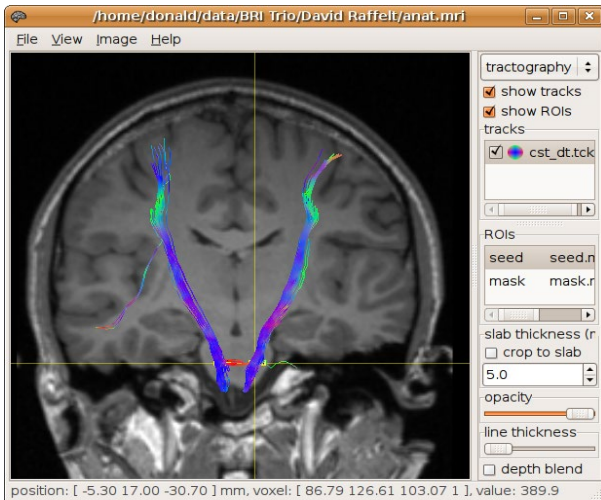 /home/donald/data/BRI Trio/David Raffelt/anat.mri
File View Image Help
tractography
show tracks
show ROIs
tracks
cst_dt.tck
ROIs
seed seed.n
mask mask.r
slab thickness (r
crop to slab
5.0
opacity
line thickness
depth blend
position: [ -5.30 17.00 -30.70 ] mm, voxel: [ 86.79 126.61 103.07 1 ], value: 389.9